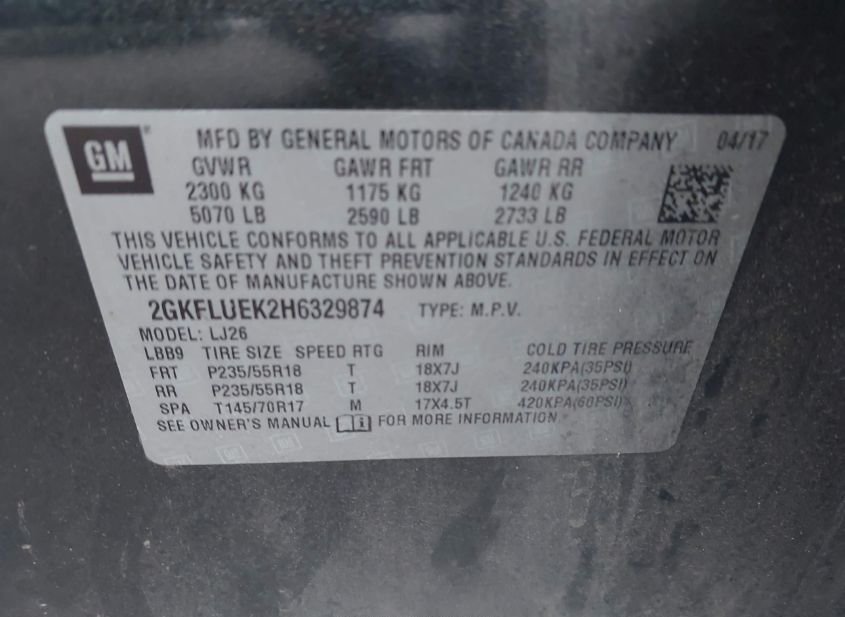 GM
MFD BY GENERAL MOTORS OF CANADA COMPANY 04/17
GVWR GAWR FRT GAWR RR
2300 KG 1175 KG 1240 KG
5070 LB 2590 LB 2733 LB
THIS VEHICLE CONFORMS TO ALL APPLICABLE U.S. FEDERAL MOTOR
VEHICLE SAFETY AND THEFT PREVENTION STANDARDS IN EFFECT ON
THE DATE OF MANUFACTURE SHOWN ABOVE.
2GKFLUEK2H6329874 TYPE: M.P.V.
MODEL: LJ26
LBB9 TIRE SIZE SPEED RTG RIM COLD TIRE PRESSURE
FRT P235/55R18 T 18X7J 240KPA(35PSI)
RR P235/55R18 T 18X7J 240KPA(35PSI)
SPA T145/70R17 M 17X4.5T 420KPA(60PSI)
SEE OWNER'S MANUAL FOR MORE INFORMATION